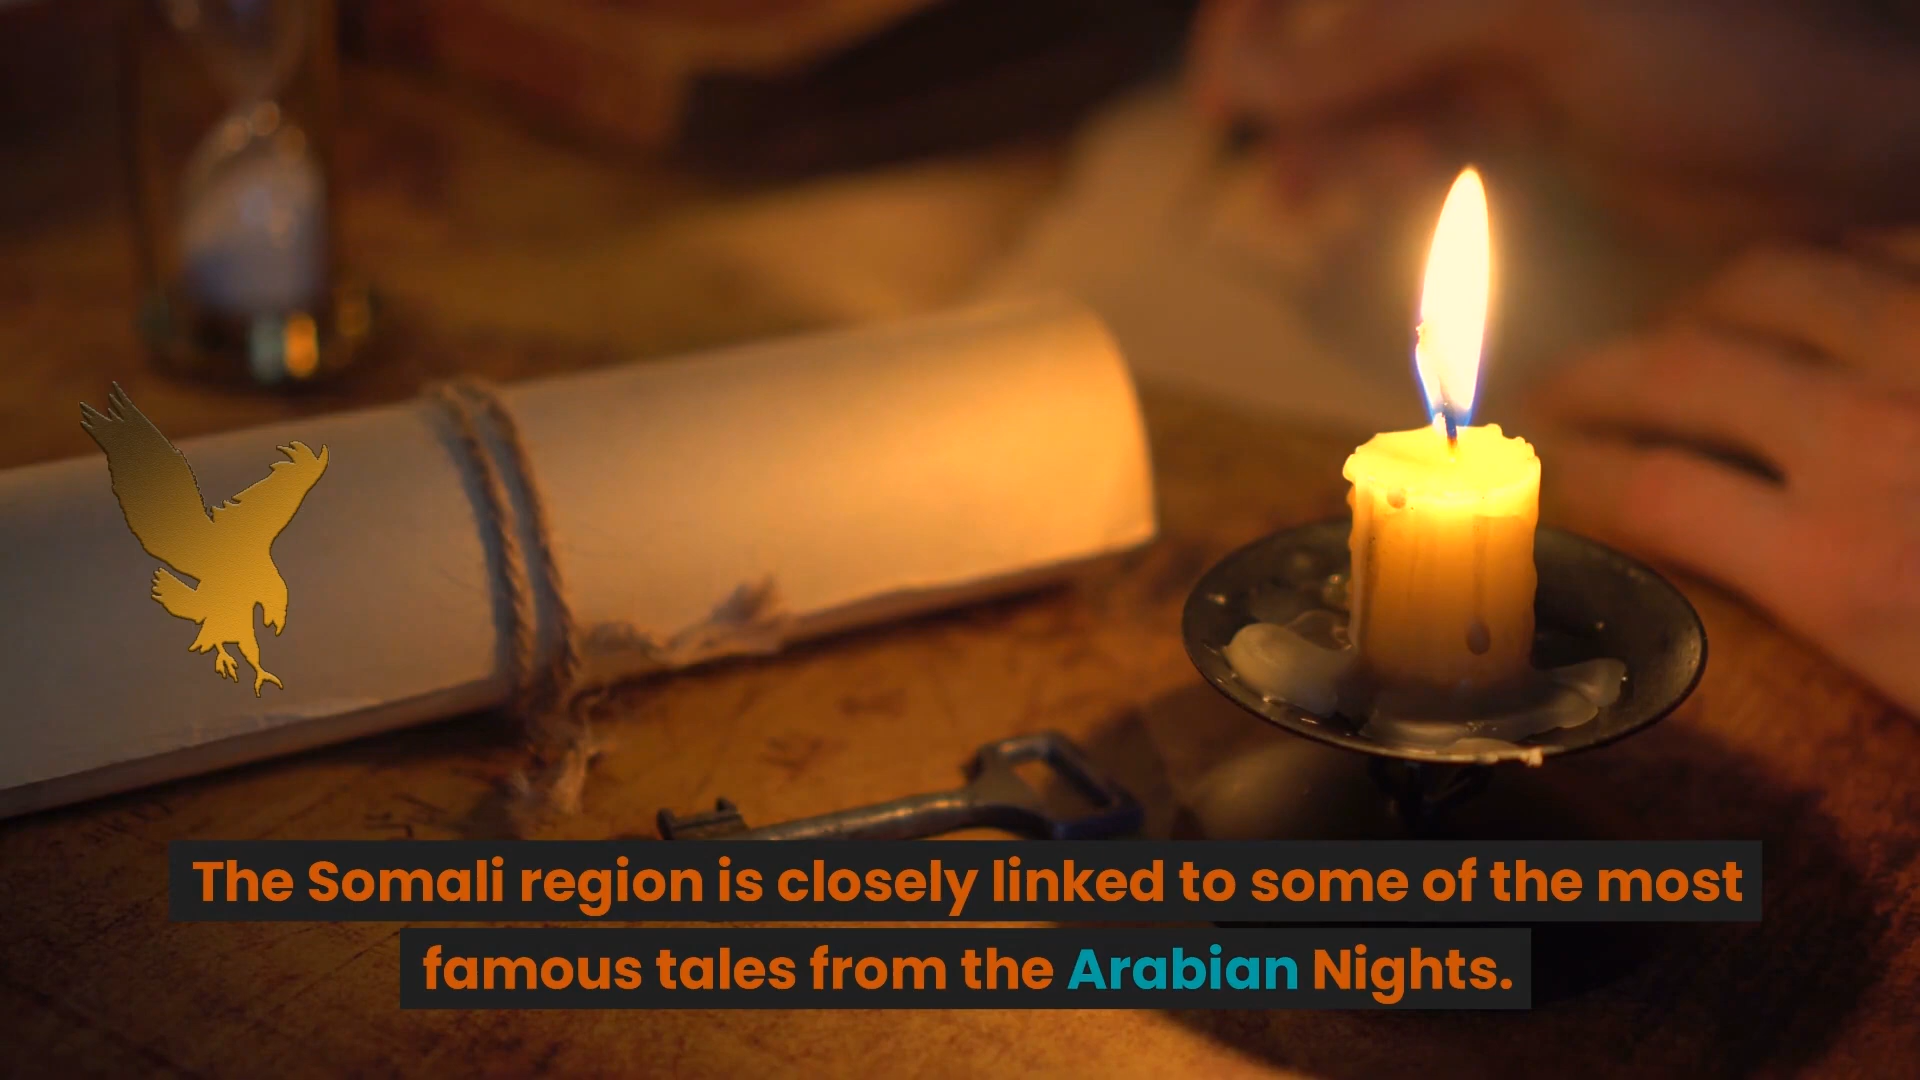 The Somali region is closely linked to some of the most
famous tales from the Arabian Nights.